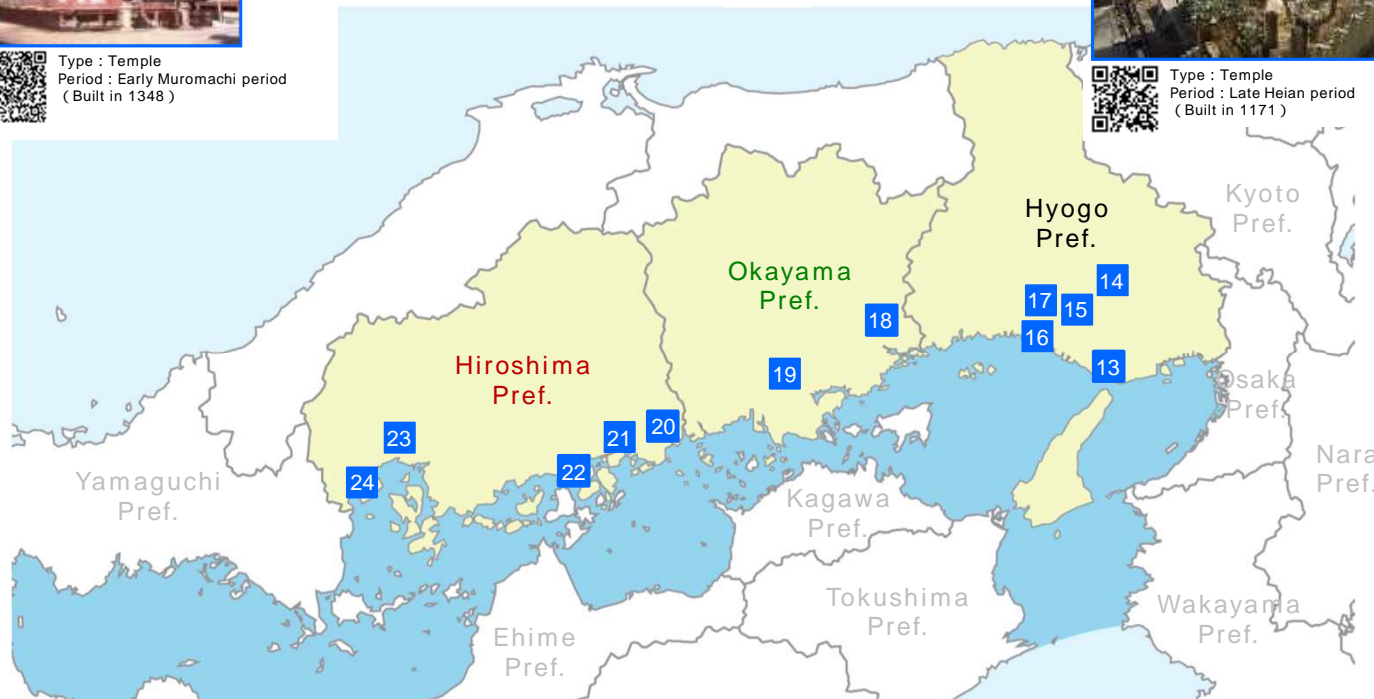 Type : Temple
Period : Early Muromachi period
( Built in 1348 )
Type : Temple
Period : Late Heian period
( Built in 1171 )
Kyoto
Pref.
Hyogo
Pref.
Okayama
Pref.
14
17
15
18
16
13
19
Hiroshima
Pref.
Osaka
Pref.
20
21
23
22
24
Nara
Pref.
Yamaguchi
Pref.
Kagawa
Pref.
Tokushima
Pref.
Wakayama
Pref.
Ehime
Pref.